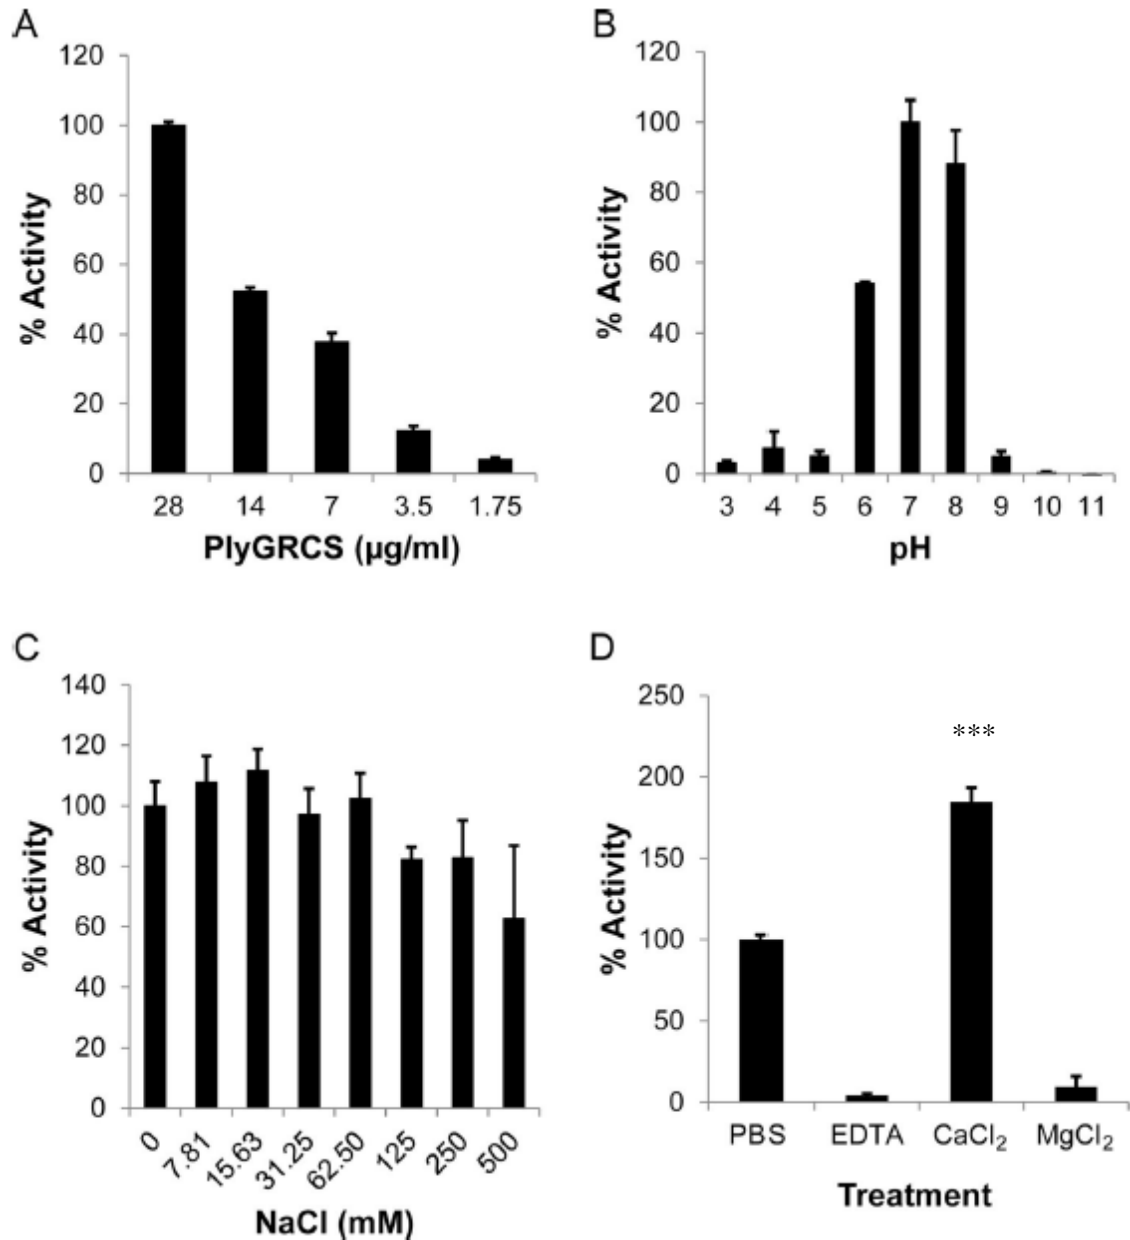 A
120
100
80
60
40
20
0
% Activity
28 14 7 3.5 1.75
PlyGRCS (µg/ml)
B
120
100
80
60
40
20
0
% Activity
3 4 5 6 7 8 9 10 11
pH
C
140
120
100
80
60
40
20
0
% Activity
0 7.81 15.63 31.25 62.50 125 250 500
NaCl (mM)
D
250
200
150
100
50
0
% Activity
***
PBS EDTA CaCl₂ MgCl₂
Treatment